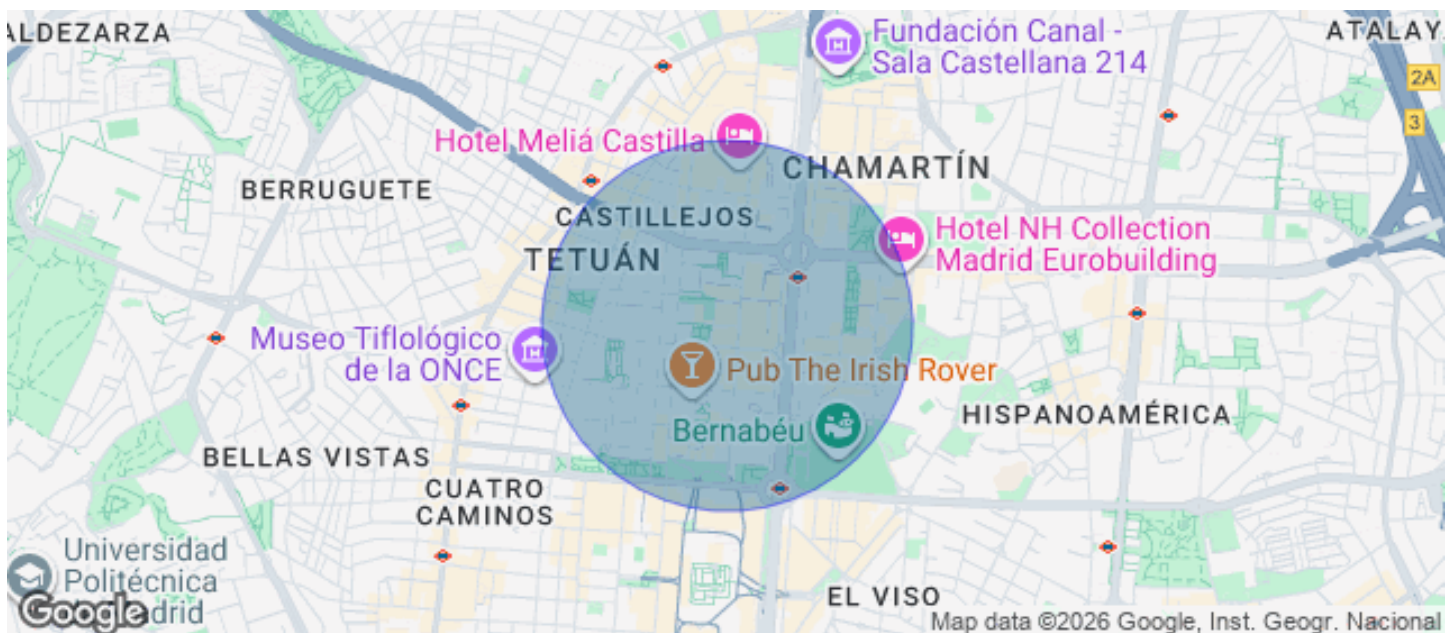 ALDEZARZA
Fundación Canal -
Sala Castellana 214
ATALAY
2A
3
Hotel Meliá Castilla
CHAMARTÍN
BERRUGUETE
CASTILLEJOS
TETUÁN
Hotel NH Collection
Madrid Eurobuilding
Museo Tiflológico
de la ONCE
Pub The Irish Rover
Bernabéu
HISPANOAMÉRICA
BELLAS VISTAS
CUATRO
CAMINOS
Universidad
Politécnica
drid
Google
EL VISO
Map data ©2026 Google, Inst. Geogr. Nacional